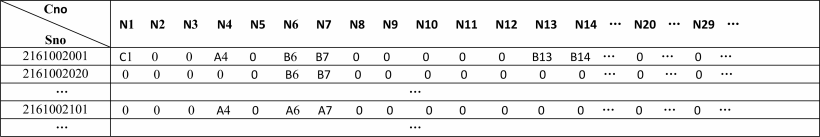 Cno
Sno
N1 N2 N3 N4 N5 N6 N7 N8 N9 N10 N11 N12 N13 N14 … N20 … N29 …
2161002001 C1 0 0 A4 0 B6 B7 0 0 0 0 0 B13 B14 … 0 … 0 …
2161002020 0 0 0 0 0 B6 B7 0 0 0 0 0 0 0 … 0 … 0 …
… …
2161002101 0 0 0 A4 0 A6 A7 0 0 0 0 0 0 0 … 0 … 0 …
… …